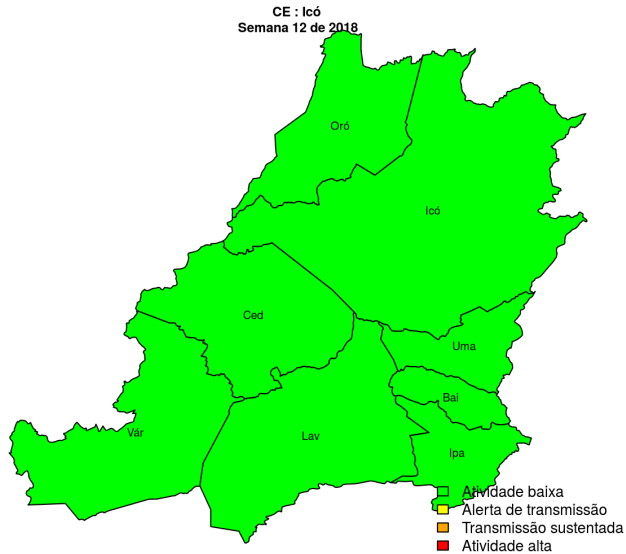 CE : Icó
Semana 12 de 2018
Oró
Icó
Ced
Uma
Bai
Vár
Lav
Ipa
Atividade baixa
Alerta de transmissão
Transmissão sustentada
Atividade alta